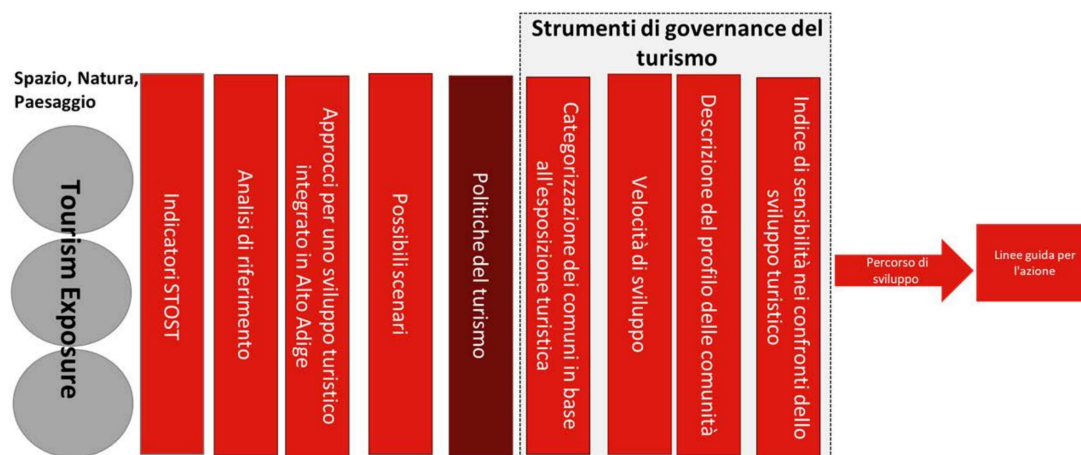 Strumenti di governance del
turismo
Spazio, Natura,
Paesaggio
Tourism Exposure
Indicatori STOST
Analisi di riferimento
Approcci per uno sviluppo turistico
integrato in Alto Adige
Possibili scenari
Politiche del turismo
Categorizzazione dei comuni in base
all'esposizione turistica
Velocità di sviluppo
Descrizione del profilo delle comunità
Indice di sensibilità nei confronti dello
sviluppo turistico
Percorso di
sviluppo
Linee guida per
l'azione